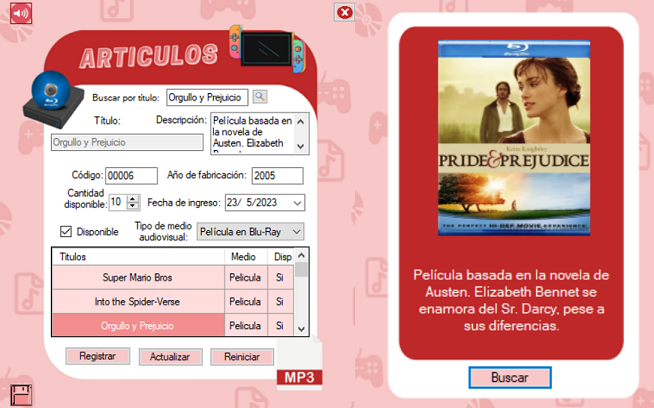 ARTICULOS
Buscar por título: Orgullo y Prejuicio
Título:
Orgullo y Prejuicio
Descripción:
Película basada en
la novela de
Austen. Elizabeth
Código: 00006
Año de fabricación: 2005
Cantidad
disponible: 10
Fecha de ingreso: 23/ 5/2023
Disponible
Tipo de medio
audiovisual: Película en Blu-Ray
Titulos Medio Disp
Super Mario Bros Pelicula Si
Into the Spider-Verse Pelicula Si
Orgullo y Prejuicio Pelicula Si
Registrar
Actualizar
Reiniciar
MP3
Keira Knightley
PRIDE & PREJUDICE
THE PERFECT HI-DEF MOVIE EXPERIENCE
Película basada en la novela de
Austen. Elizabeth Bennet se
enamora del Sr. Darcy, pese a
sus diferencias.
Buscar